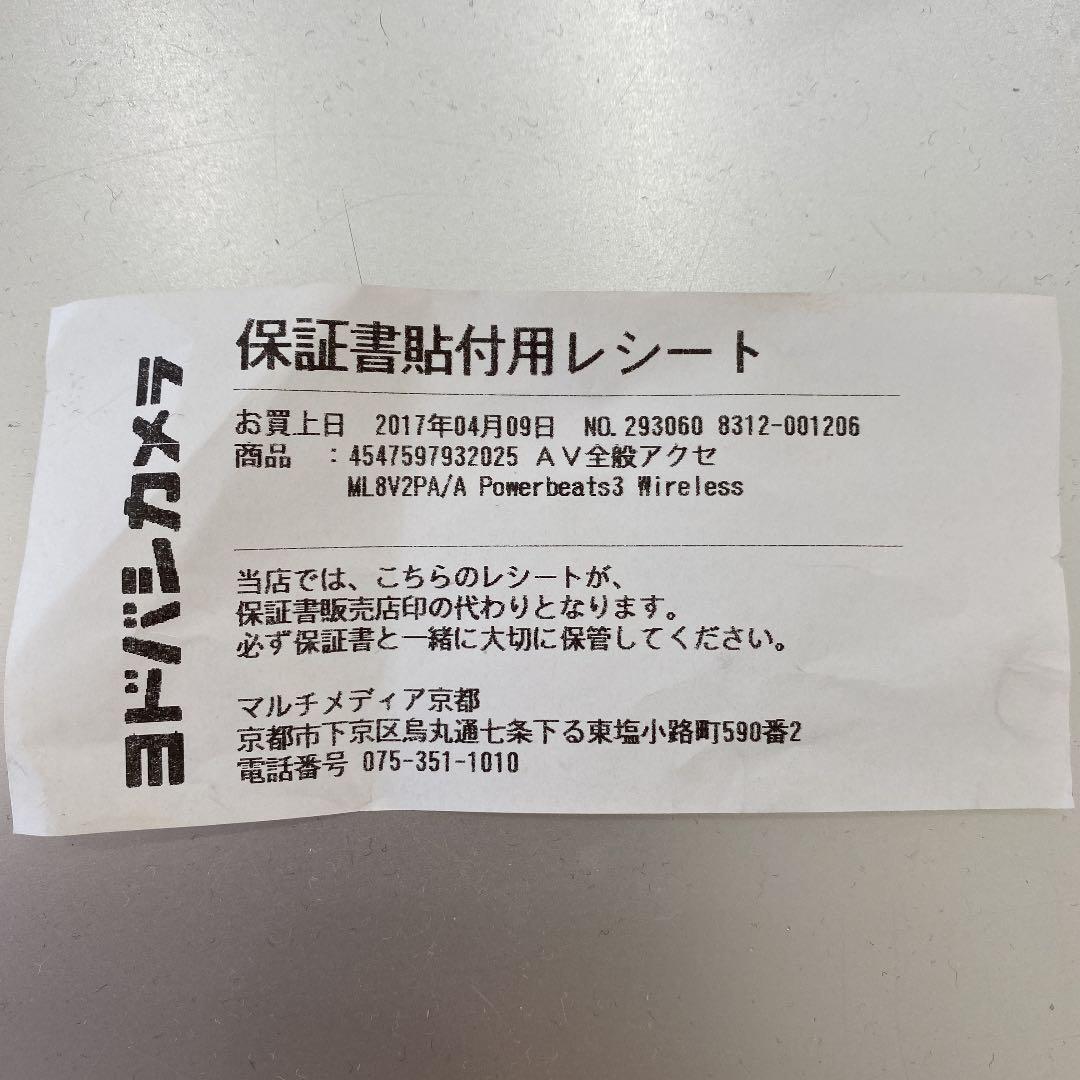 ヨドバシカメラ
保証書貼付用レシート
お買上日 2017年04月09日 NO.293060 8312-001206
商品 :4547597932025 AV全般アクセ
ML8V2PA/A Powerbeats3 Wireless
当店では、こちらのレシートが、
保証書販売店印の代わりとなります。
必ず保証書と一緒に大切に保管してください。
マルチメディア京都
京都市下京区烏丸通七条下る東塩小路町590番2
電話番号 075-351-1010